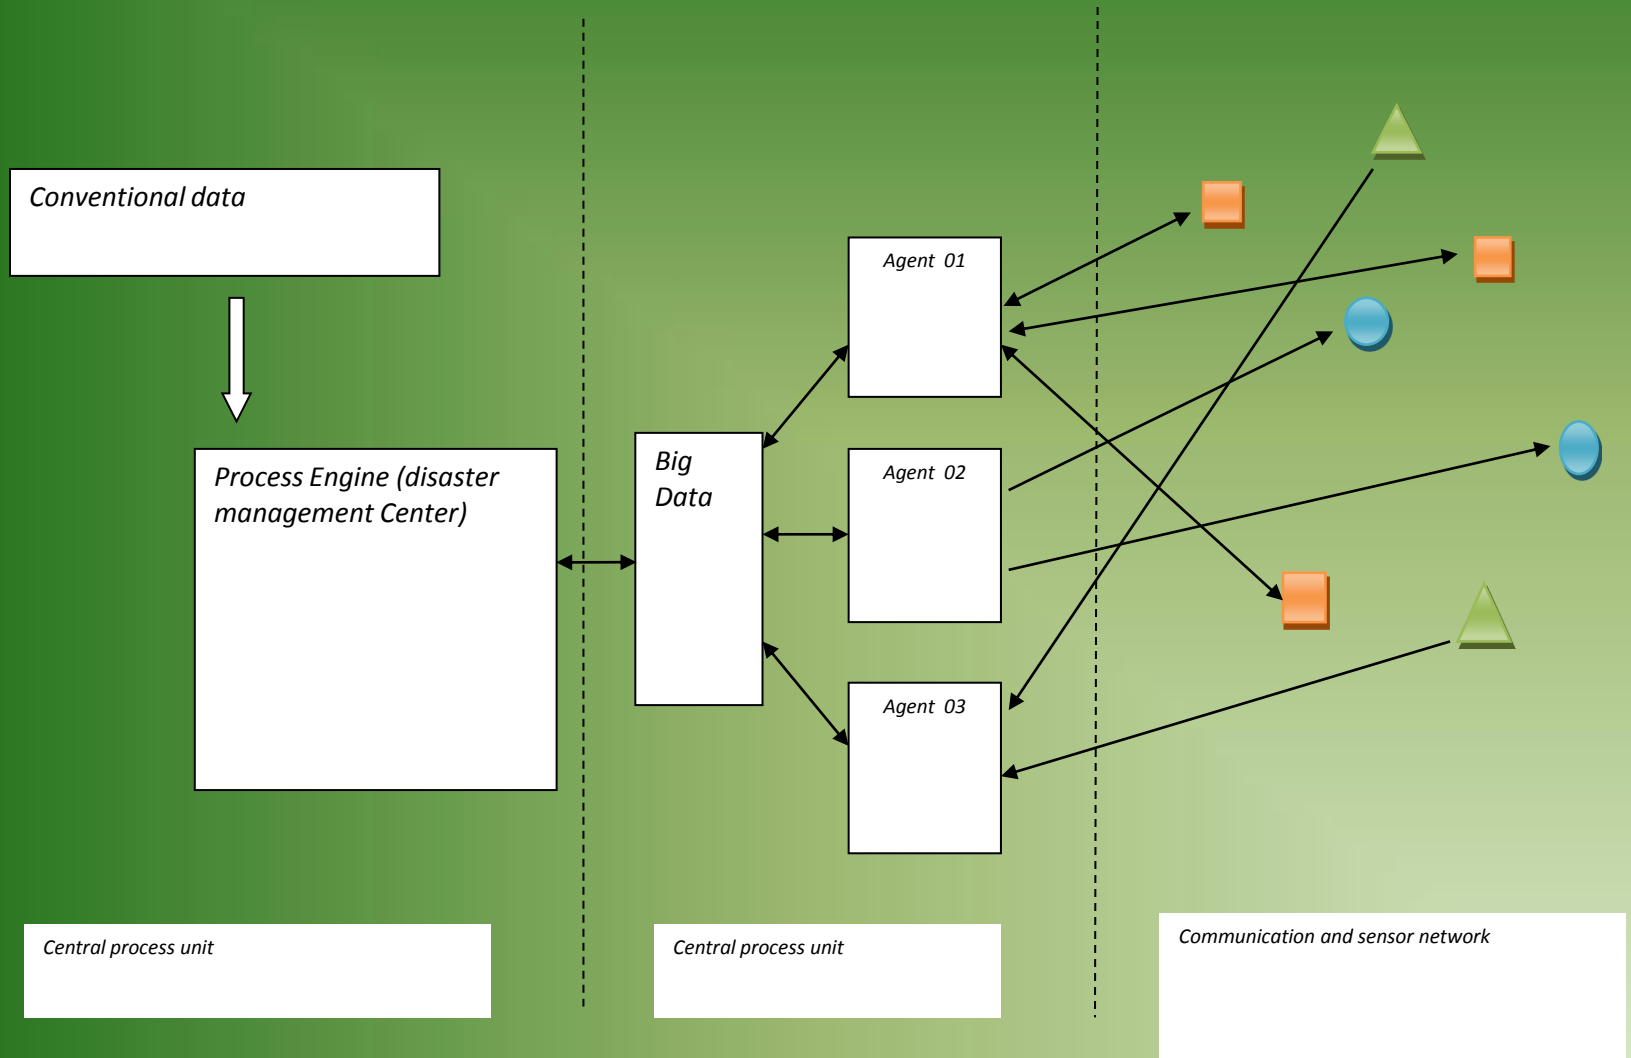 Conventional data
Agent 01
Process Engine (disaster
management Center)
Big
Data
Agent 02
Agent 03
Central process unit
Central process unit
Communication and sensor network